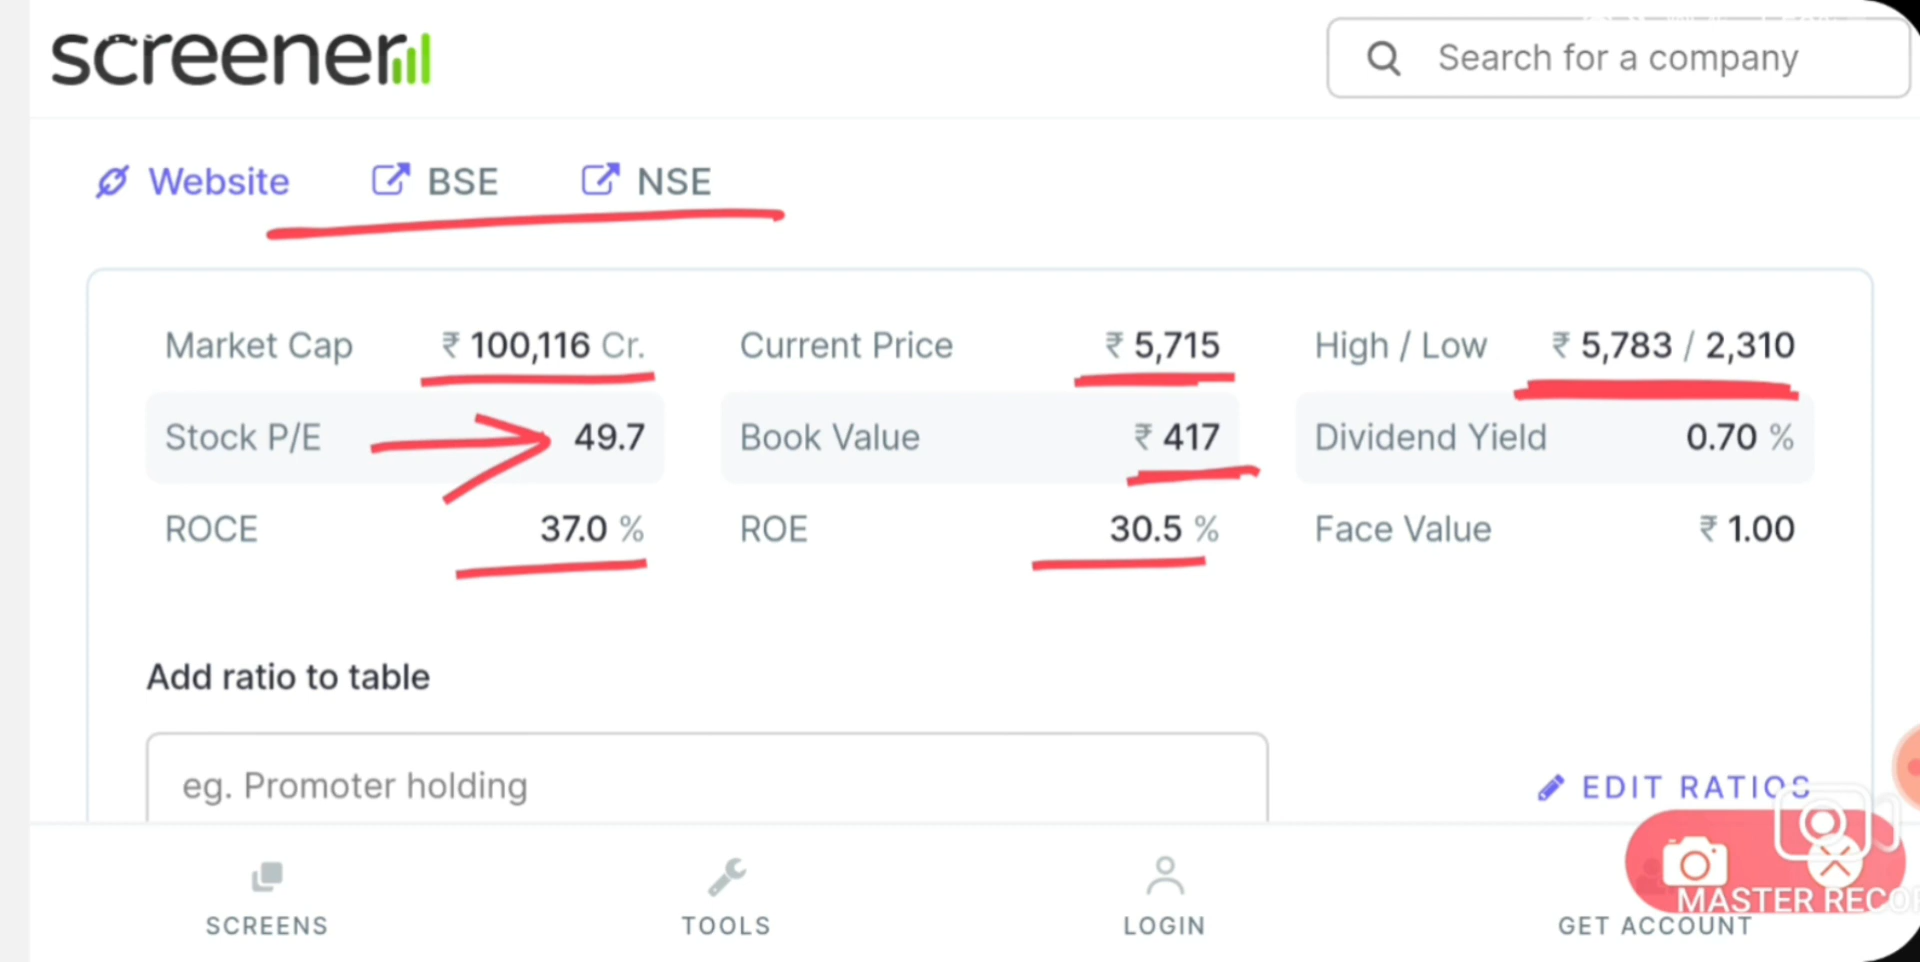 screener
Search for a company
Website BSE NSE
Market Cap ₹ 100,116 Cr. Current Price ₹ 5,715 High / Low ₹ 5,783 / 2,310
Stock P/E 49.7 Book Value ₹ 417 Dividend Yield 0.70 %
ROCE 37.0 % ROE 30.5 % Face Value ₹ 1.00
Add ratio to table
eg. Promoter holding
EDIT RATIOS
MASTER RECO
SCREENS TOOLS LOGIN GET ACCOUNT